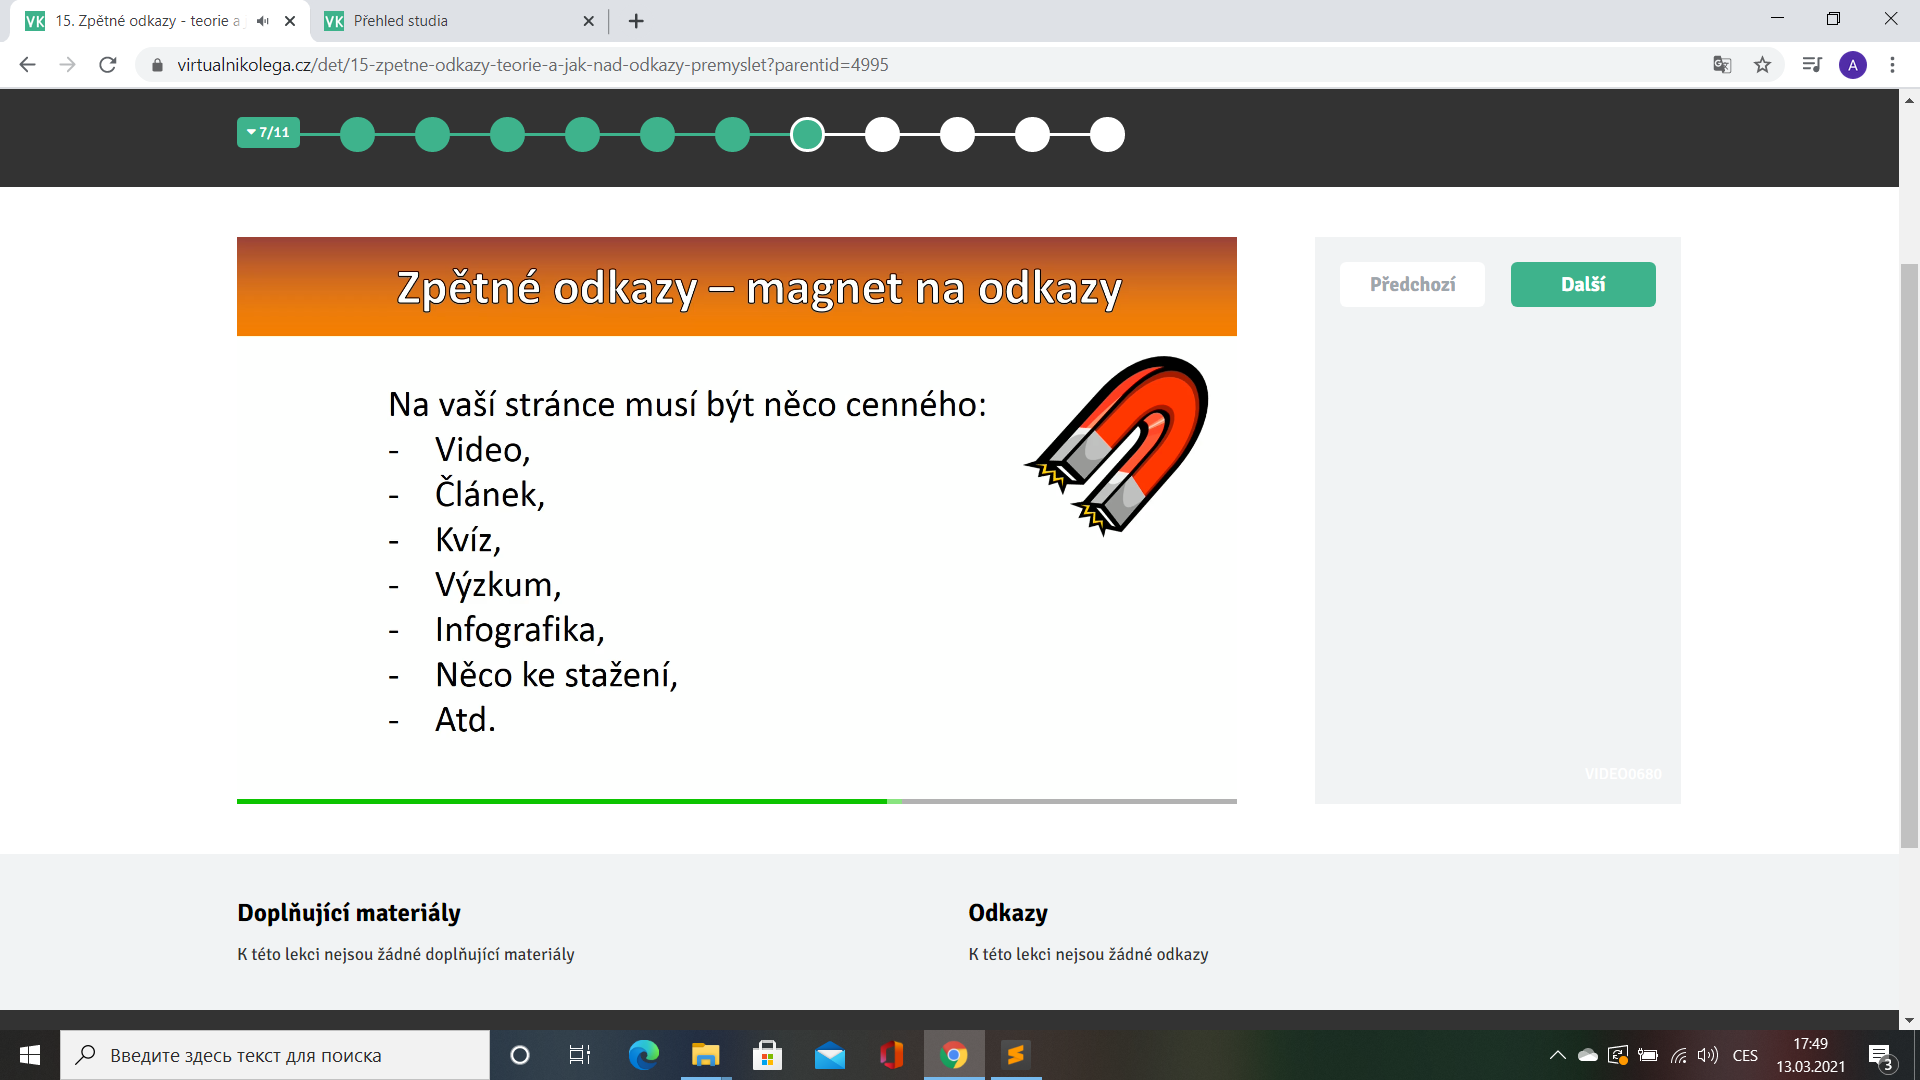 VK 15. Zpětné odkazy - teorie a
VK Přehled studia
virtualnikolega.cz/det/15-zpetne-odkazy-teorie-a-jak-nad-odkazy-premyslet?parentid=4995
A
7/11
Zpětné odkazy – magnet na odkazy
Předchozí
Další
Na vaší stránce musí být něco cenného:
- Video,
- Článek,
- Kvíz,
- Výzkum,
- Infografika,
- Něco ke stažení,
- Atd.
VIDEO0680
Doplňující materiály
K této lekci nejsou žádné doplňující materiály
Odkazy
K této lekci nejsou žádné odkazy
Введите здесь текст для поиска
CES
17:49
13.03.2021
3